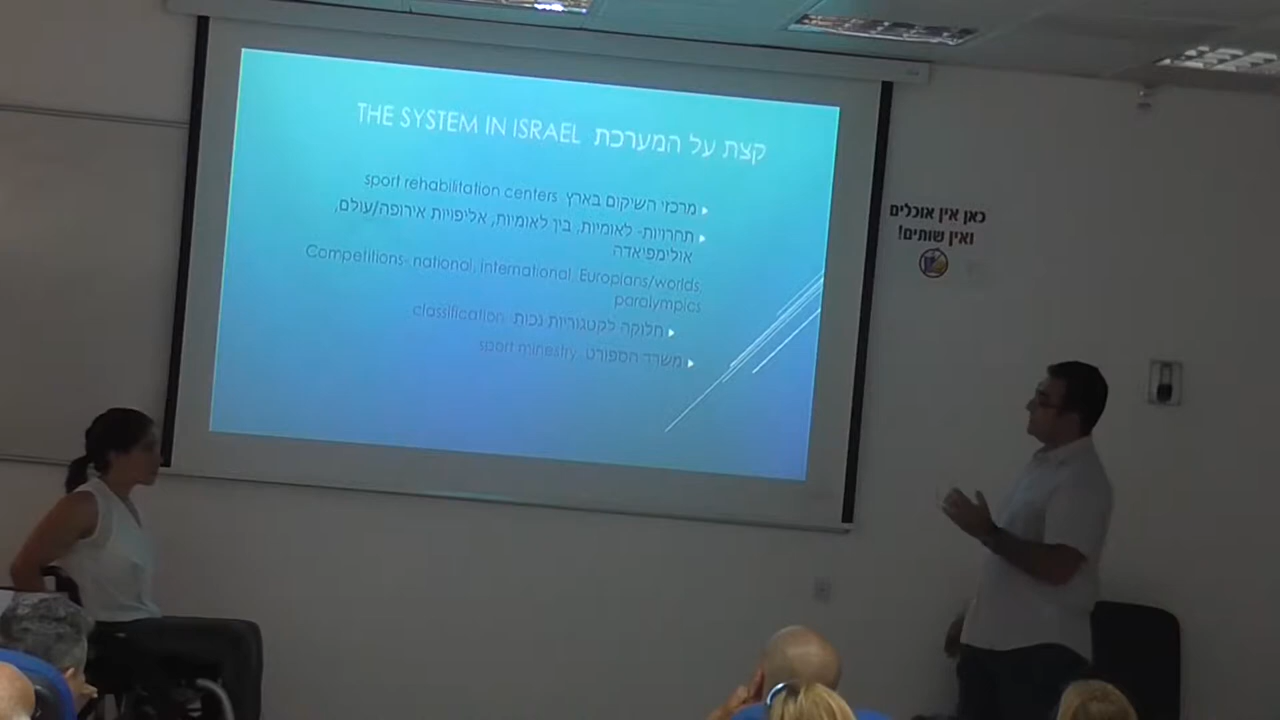 קצת על המערכת THE SYSTEM IN ISRAEL
מרכזי השיקום בארץ sport rehabilitation centers
תחרויות- לאומיות, בין לאומיות, אליפויות אירופה/עולם,
אולימפיאדה
Competitions- national, international, Europians/worlds,
paralympics
חלוקה לקטגוריות נכות classification
משרד הספורט sport minestry
כאן אין אוכלים
ואין שותים!